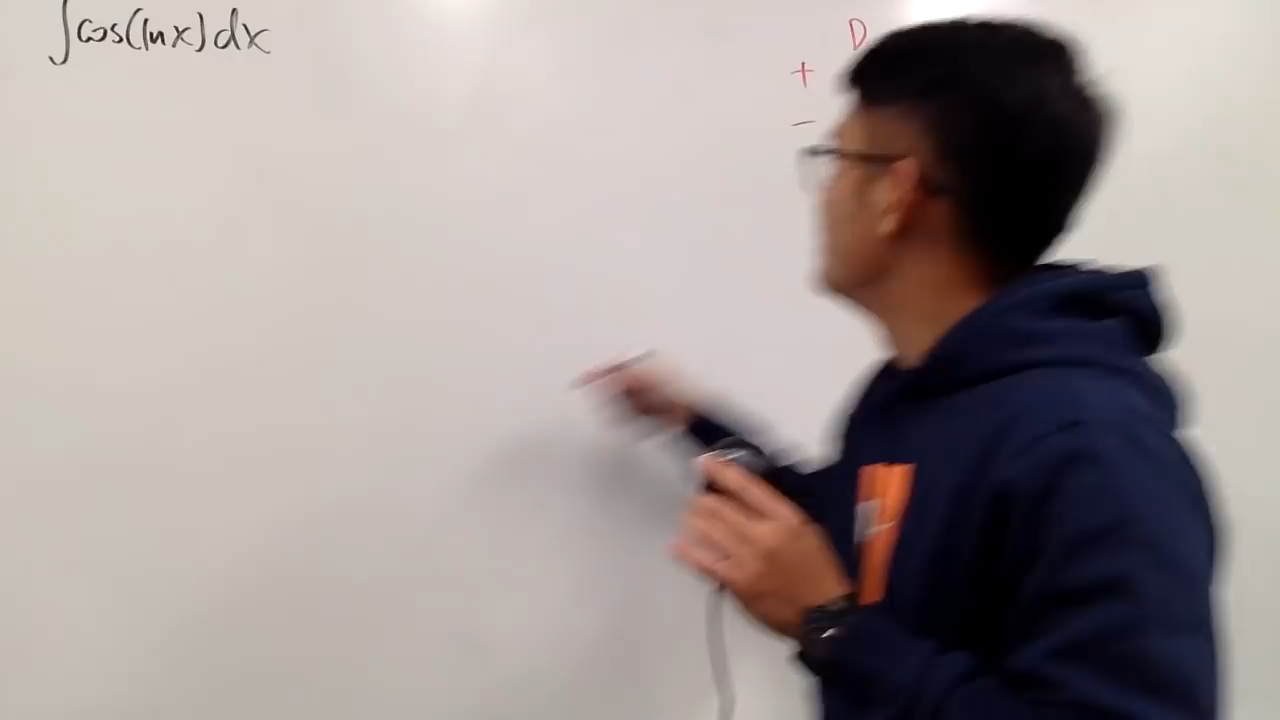 ∫cos(ln x) dx
D
+
−